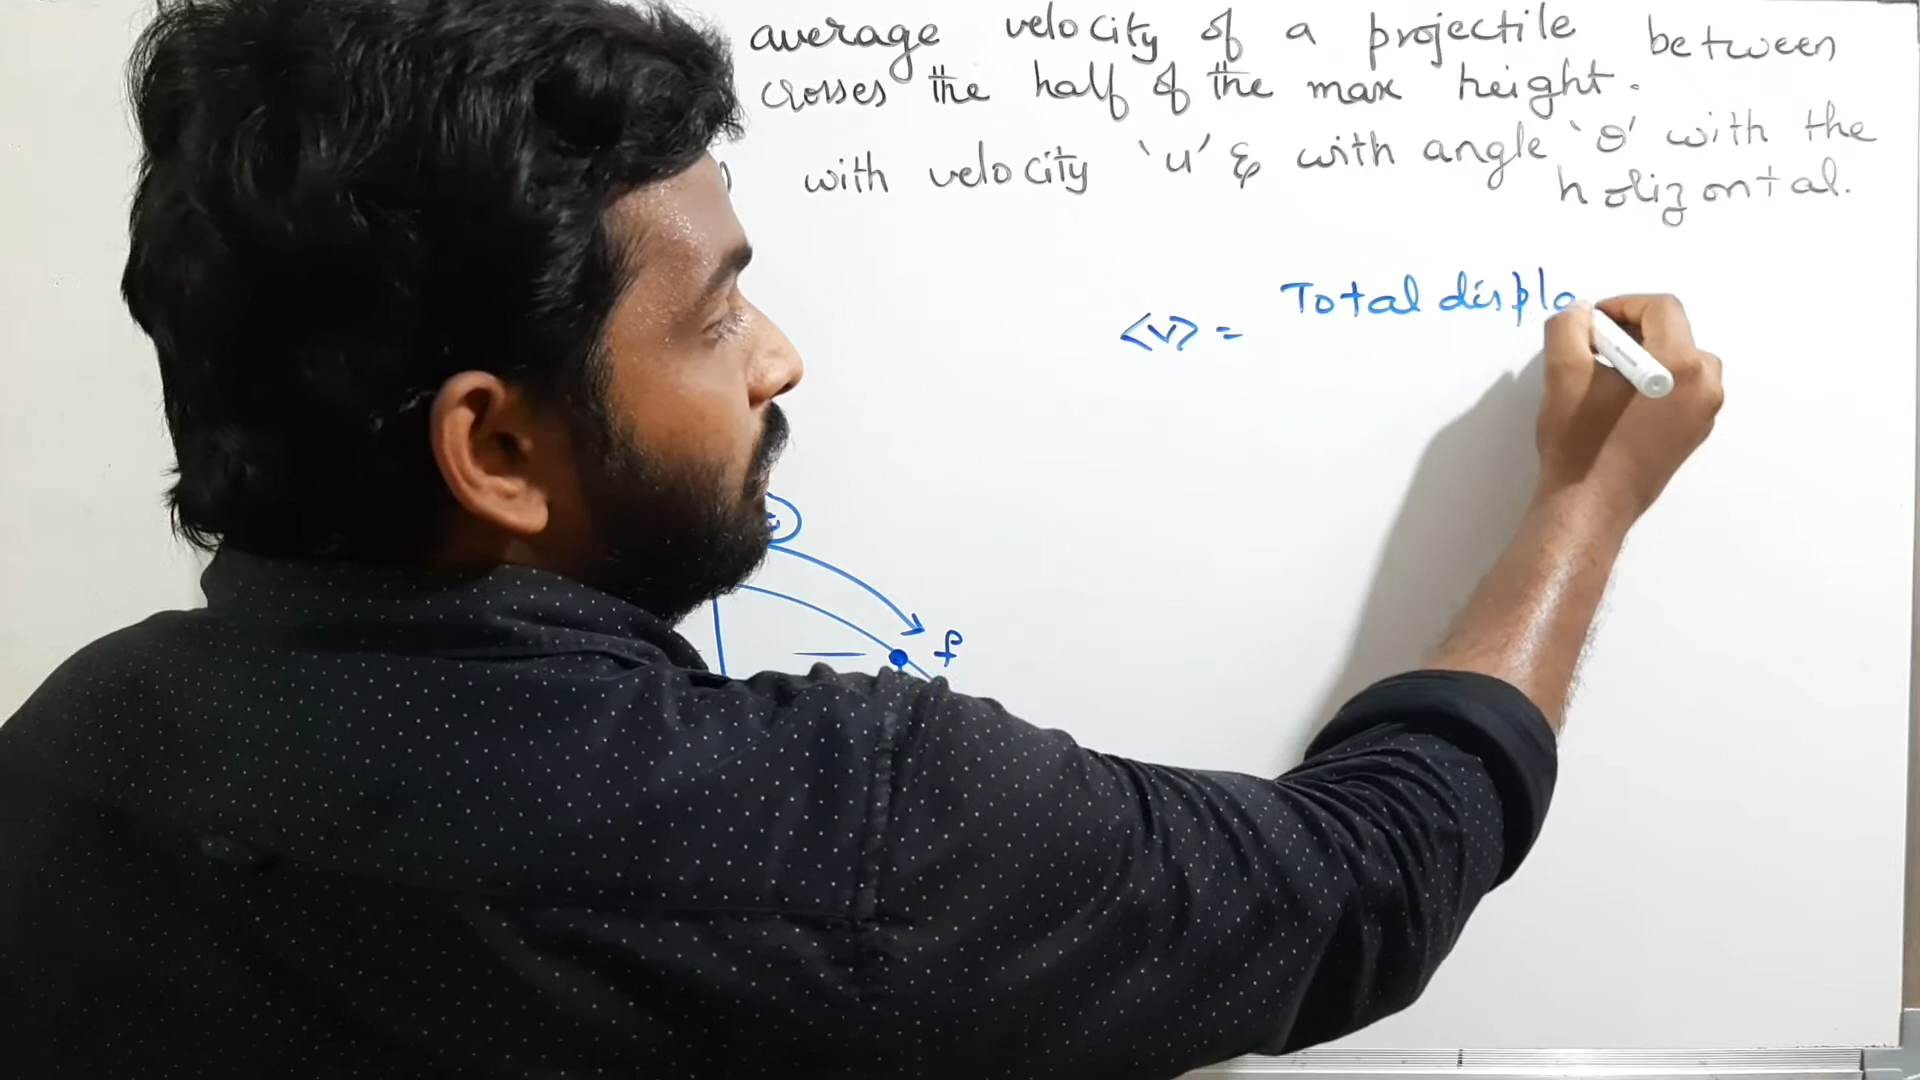 average velocity of a projectile between
crosses the half of the max height.
with velocity 'u' & with angle 'θ' with the
horizontal.
<v> = Total displa
f